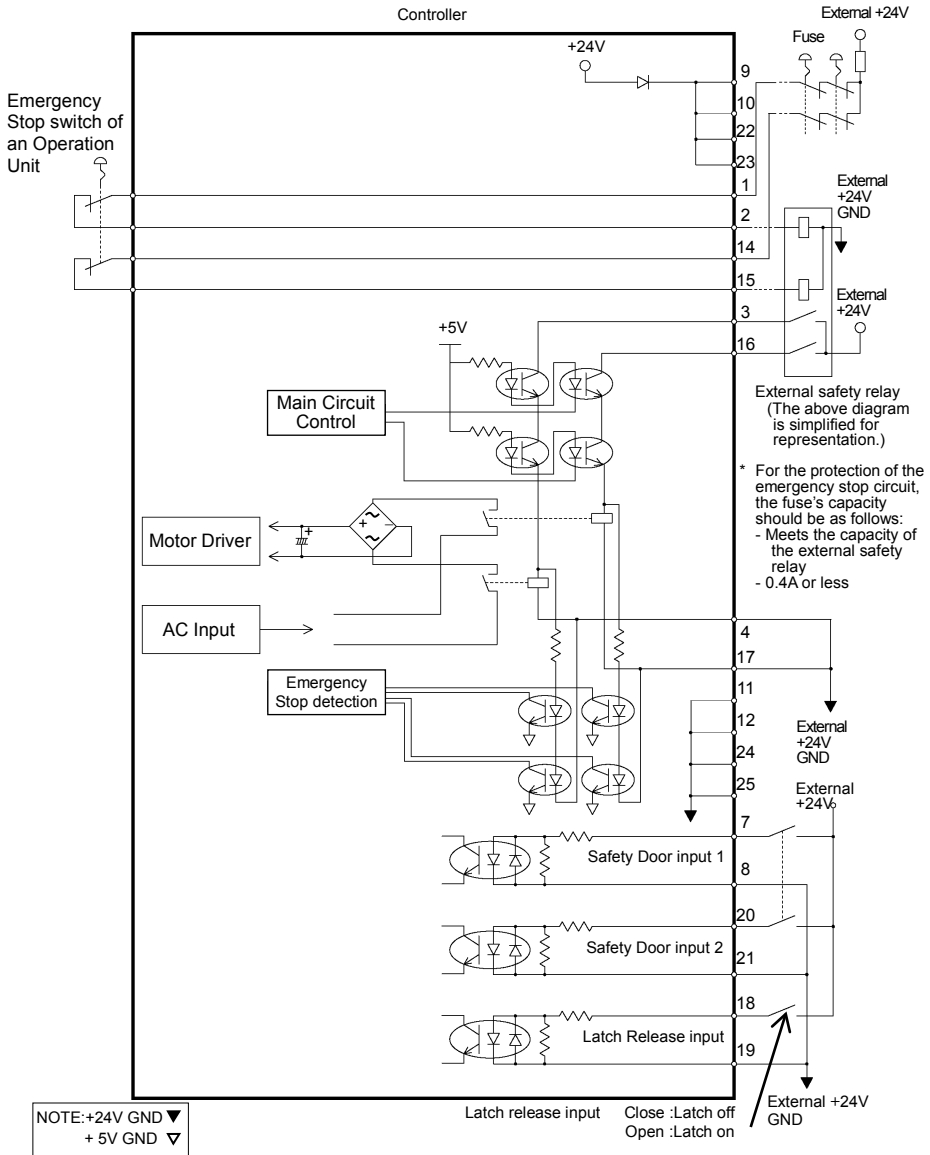 Controller
External +24V
Fuse
+24V
9
10
22
23
1
2
14
15
3
16
Emergency
Stop switch of
an Operation
Unit
External
+24V
GND
External
+24V
+5V
Main Circuit
Control
External safety relay
(The above diagram
is simplified for
representation.)
* For the protection of the
emergency stop circuit,
the fuse's capacity
should be as follows:
- Meets the capacity of
the external safety
relay
- 0.4A or less
Motor Driver
+ -
+
AC Input
4
17
11
12
24
25
Emergency
Stop detection
External
+24V
GND
External
+24V
7
Safety Door input 1
8
20
Safety Door input 2
21
18
Latch Release input
19
External +24V
GND
Latch release input Close :Latch off
Open :Latch on
NOTE:+24V GND ▼
+ 5V GND ▽